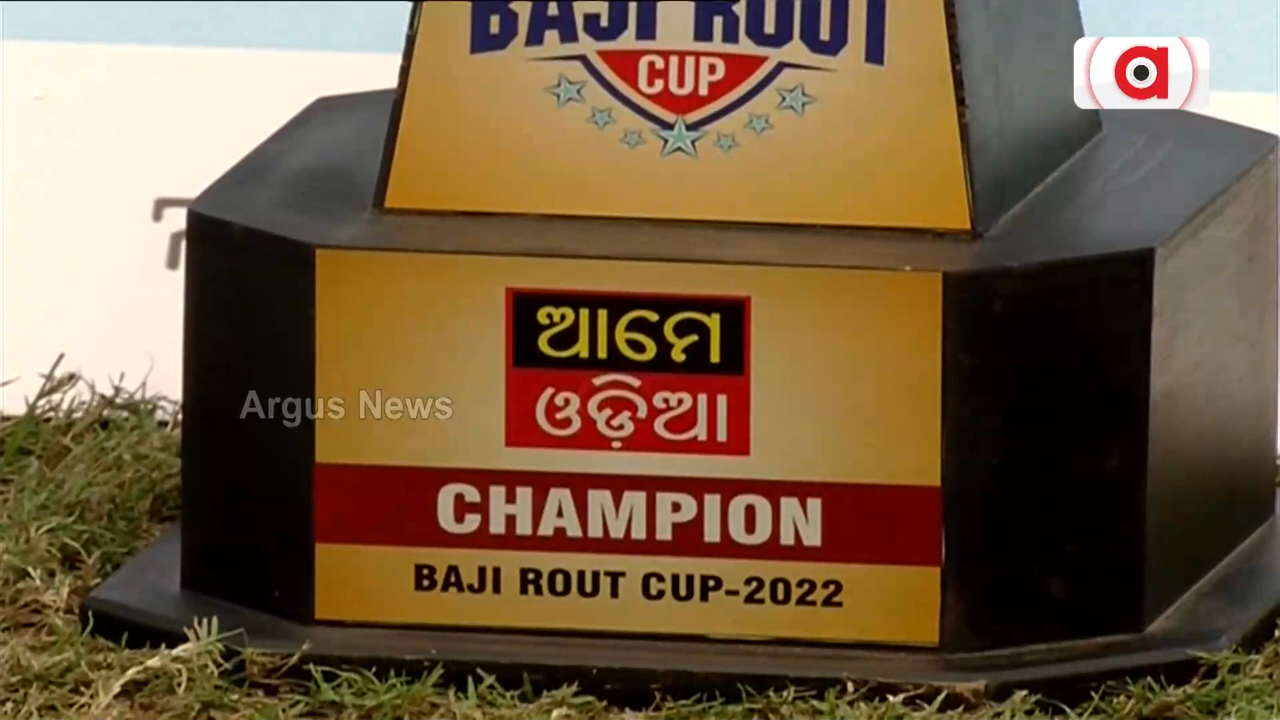 BAJI ROUT
CUP
a
Argus News
ଆମେ
ଓଡ଼ିଆ
CHAMPION
BAJI ROUT CUP-2022